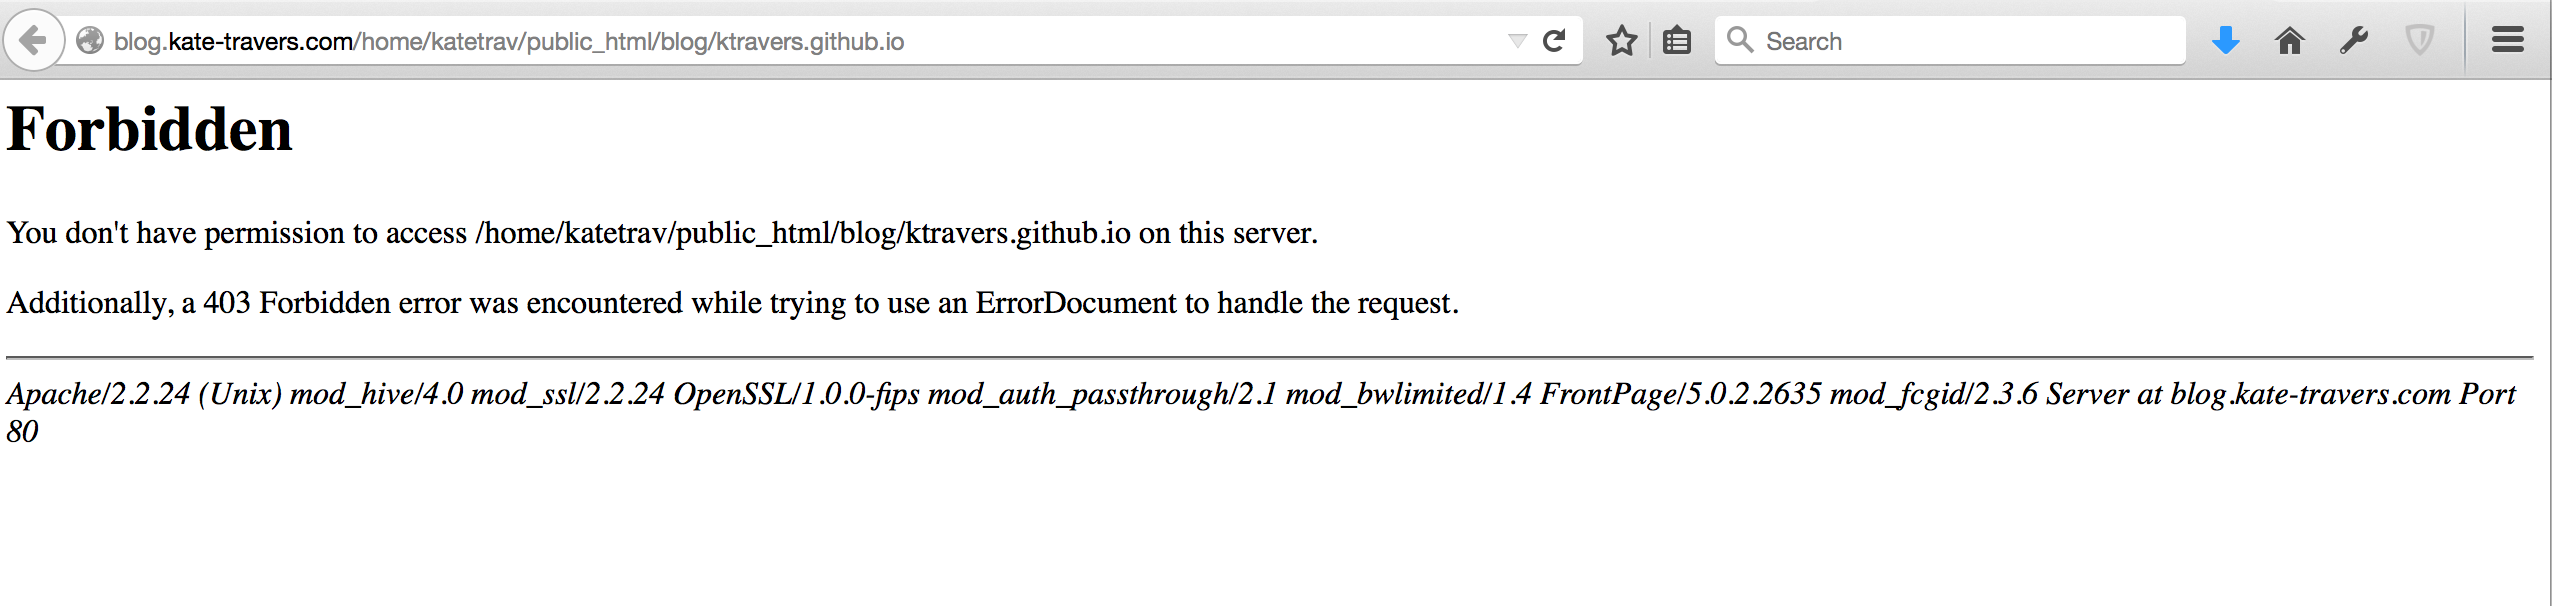 blog.kate-travers.com/home/katetrav/public_html/blog/ktravers.github.io
Search
Forbidden
You don't have permission to access /home/katetrav/public_html/blog/ktravers.github.io on this server.
Additionally, a 403 Forbidden error was encountered while trying to use an ErrorDocument to handle the request.
Apache/2.2.24 (Unix) mod_hive/4.0 mod_ssl/2.2.24 OpenSSL/1.0.0-fips mod_auth_passthrough/2.1 mod_bwlimited/1.4 FrontPage/5.0.2.2635 mod_fcgid/2.3.6 Server at blog.kate-travers.com Port
80